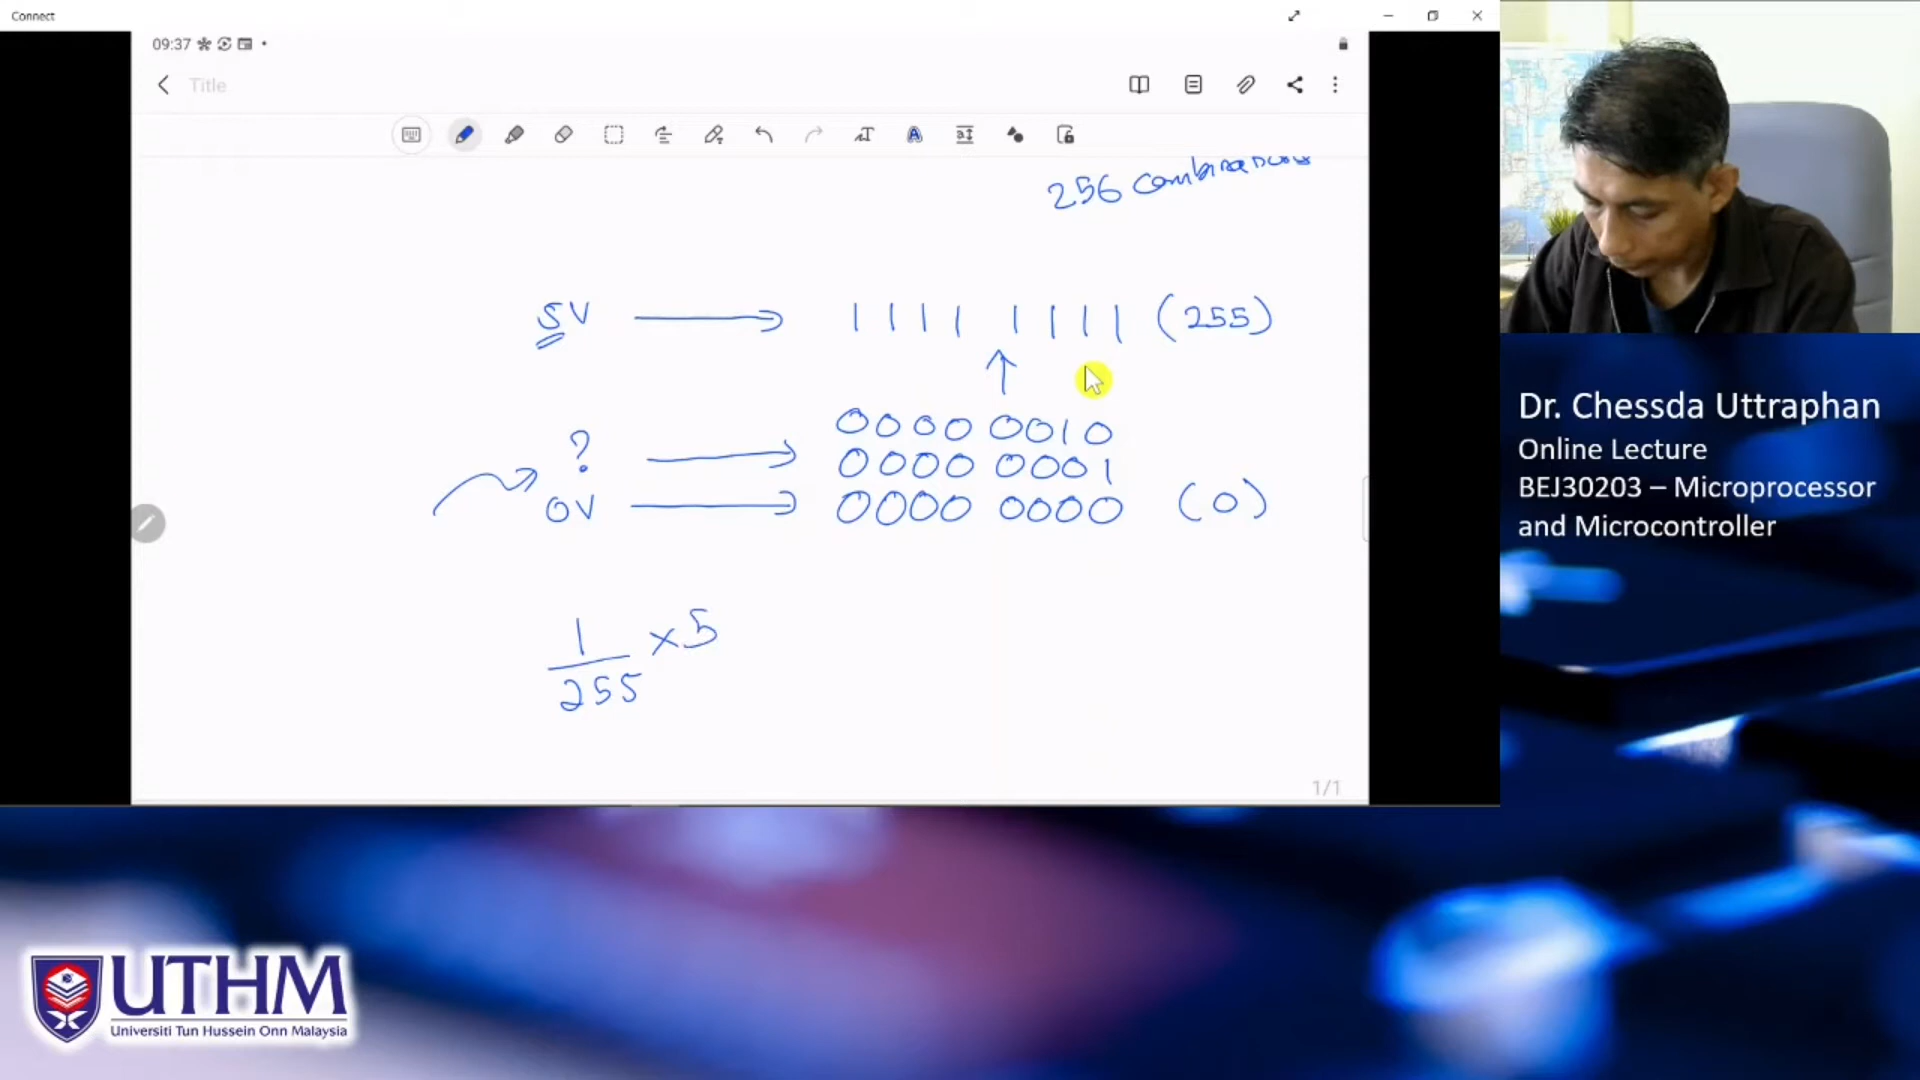 Connect
09:37
Title
256 combinations
5V → 1111 1111 (255)
↑
0000 0010
? → 0000 0001
0V → 0000 0000 (0)
1/255 × 5
1/1
Dr. Chessda Uttraphan
Online Lecture
BEJ30203 – Microprocessor
and Microcontroller
UTHM
Universiti Tun Hussein Onn Malaysia